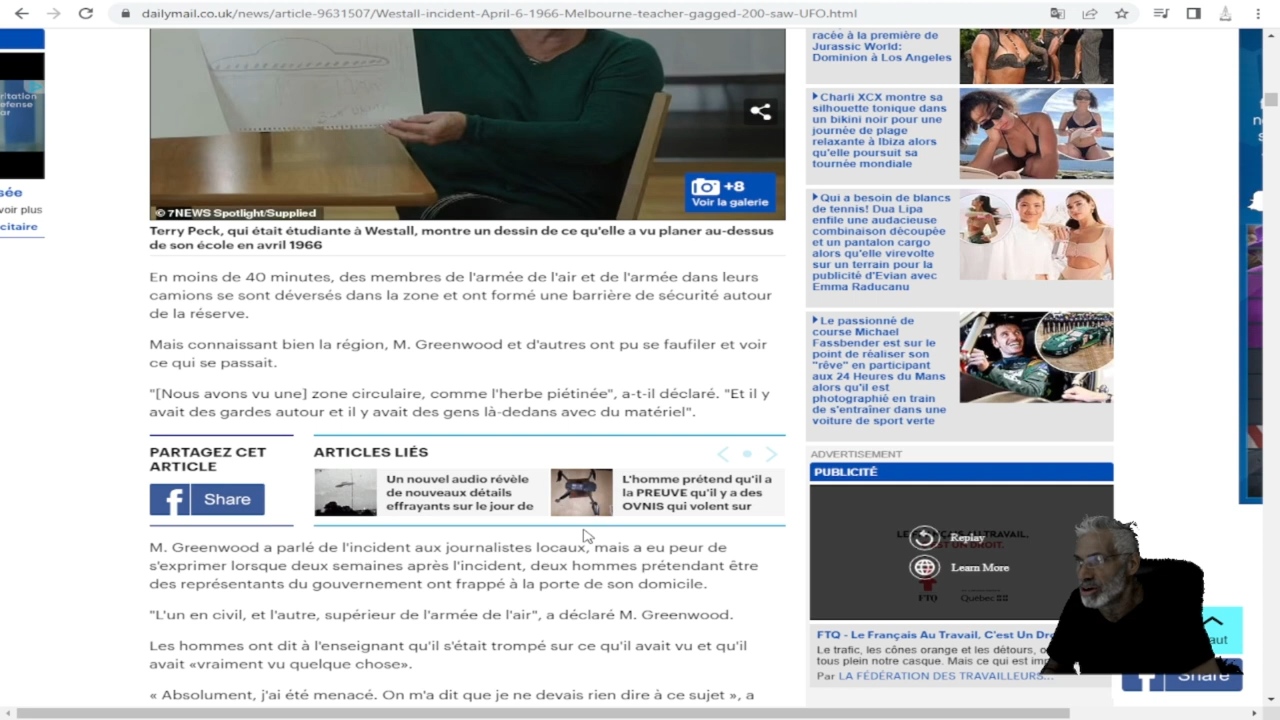 dailymail.co.uk/news/article-9631507/Westall-incident-April-6-1966-Melbourne-teacher-gagged-200-saw-UFO.html
sée
voir plus
citaire
+8
Voir la galerie
© 7NEWS Spotlight/Supplied
Terry Peck, qui était étudiante à Westall, montre un dessin de ce qu'elle a vu planer au-dessus
de son école en avril 1966
En l'espace de 40 minutes, des membres de l'armée de l'air et de l'armée dans leurs
camions se sont déversés dans la zone et ont formé une barrière de sécurité autour
de la réserve.
Mais connaissant bien la région, M. Greenwood et d'autres ont pu se faufiler et voir
ce qui se passait.
"[Nous avons vu une] zone circulaire, comme l'herbe piétinée", a-t-il déclaré. "Et il y
avait des gardes autour et il y avait des gens là-dedans avec du matériel".
PARTAGEZ CET
ARTICLE
Share
ARTICLES LIÉS
Un nouvel audio révèle
de nouveaux détails
effrayants sur le jour de
L'homme prétend qu'il a
la PREUVE qu'il y a des
OVNIS qui volent sur
M. Greenwood a parlé de l'incident aux journalistes locaux, mais a eu peur de
s'exprimer lorsque deux semaines après l'incident, deux hommes prétendant être
des représentants du gouvernement ont frappé à la porte de son domicile.
"L'un en civil, et l'autre, supérieur de l'armée de l'air", a déclaré M. Greenwood.
Les hommes ont dit à l'enseignant qu'il s'était trompé sur ce qu'il avait vu et qu'il
avait «vraiment vu quelque chose».
« Absolument, j'ai été menacé. On m'a dit que je ne devais rien dire à ce sujet », a
racée à la première de
Jurassic World:
Dominion à Los Angeles
Charli XCX montre sa
silhouette tonique dans
un bikini noir pour une
journée de plage
relaxante à Ibiza alors
qu'elle poursuit sa
tournée mondiale
Qui a besoin de blancs
de tennis! Dua Lipa
enfile une audacieuse
combinaison découpée
et un pantalon cargo
alors qu'elle virevolte
sur un terrain pour la
publicité d'Evian avec
Emma Raducanu
Le passionné de
course Michael
Fassbender est sur le
point de réaliser son
"rêve" en participant
aux 24 Heures du Mans
alors qu'il est
photographié en train
de s'entraîner dans une
voiture de sport verte
ADVERTISEMENT
PUBLICITÉ
Replay
Learn More
FTQ
Québec
FTQ - Le Français Au Travail, C'est Un
Le trafic, les cônes orange et les détours,
tous plein notre casque. Mais ce qui est
Par LA FÉDÉRATION DES TRAVAILLEURS...
Share